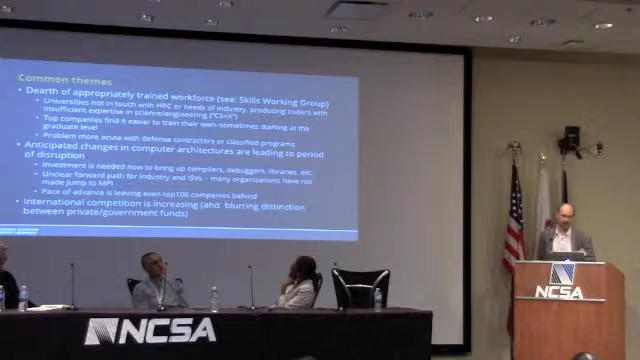 Common themes
• Dearth of appropriately trained workforce (see: Skills Working Group)
• Universities not in touch with HPC or needs of industry, producing coders with
insufficient expertise in science/engineering ("CS+X")
• Top companies find it easier to train their own–sometimes starting at the
graduate level
• Problem more acute with defense contractors or classified programs
• Anticipated changes in computer architectures are leading to period
of disruption
• Investment is needed now to bring up compilers, debuggers, libraries, etc.
• Unclear forward path for industry and ISVs – many organizations have not
made jump to MPI
• Pace of advance is leaving even top100 companies behind
• International competition is increasing (and blurring distinction
between private/government funds)
NCSA
NCSA